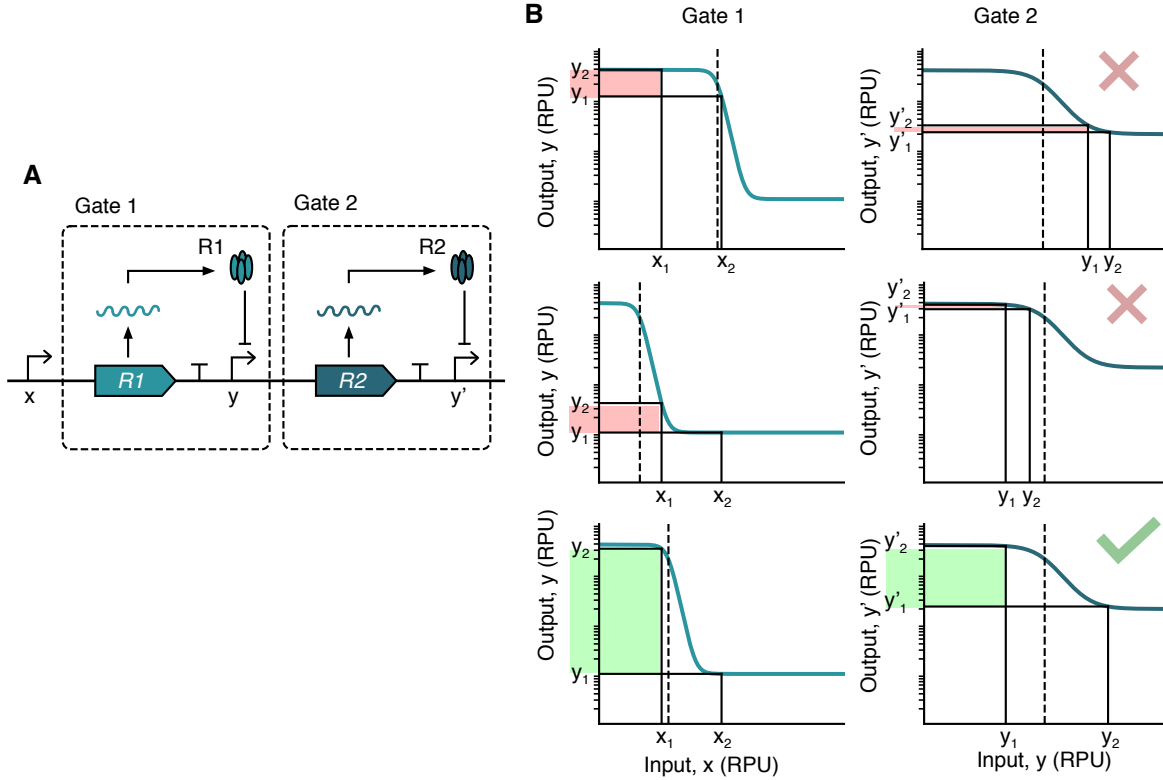 A
Gate 1
Gate 2
R1
R2
R1
R2
x
y
y’
B
Gate 1
Gate 2
Output, y (RPU)
y2
y1
x1
x2
Output, y’ (RPU)
y’2
y’1
y1
y2
Output, y (RPU)
y2
y1
x1
x2
Output, y’ (RPU)
y’2
y’1
y1
y2
Output, y (RPU)
y2
y1
x1
x2
Input, x (RPU)
Output, y’ (RPU)
y’2
y’1
y1
y2
Input, y (RPU)